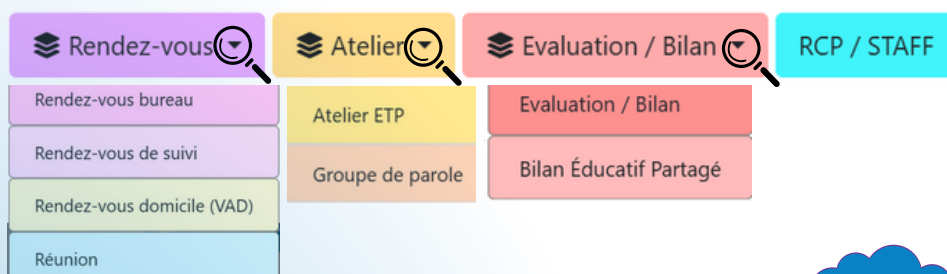 Rendez-vous
Atelier
Evaluation / Bilan
RCP / STAFF
Rendez-vous bureau
Rendez-vous de suivi
Rendez-vous domicile (VAD)
Réunion
Atelier ETP
Groupe de parole
Evaluation / Bilan
Bilan Éducatif Partagé